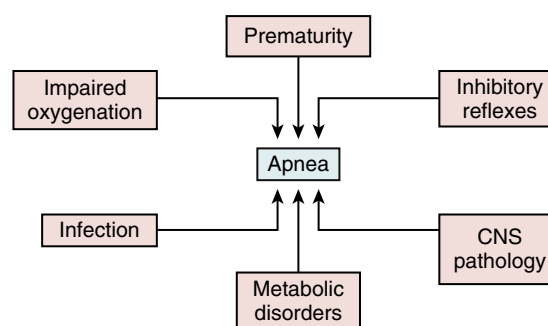 Prematurity
Impaired
oxygenation
Inhibitory
reflexes
Apnea
Infection
CNS
pathology
Metabolic
disorders